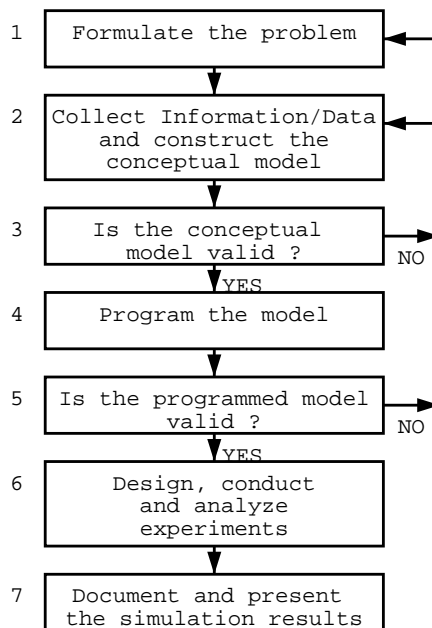 1 Formulate the problem
2 Collect Information/Data
and construct the
conceptual model
3 Is the conceptual
model valid ?
NO
YES
4 Program the model
5 Is the programmed model
valid ?
NO
YES
6 Design, conduct
and analyze
experiments
7 Document and present
the simulation results